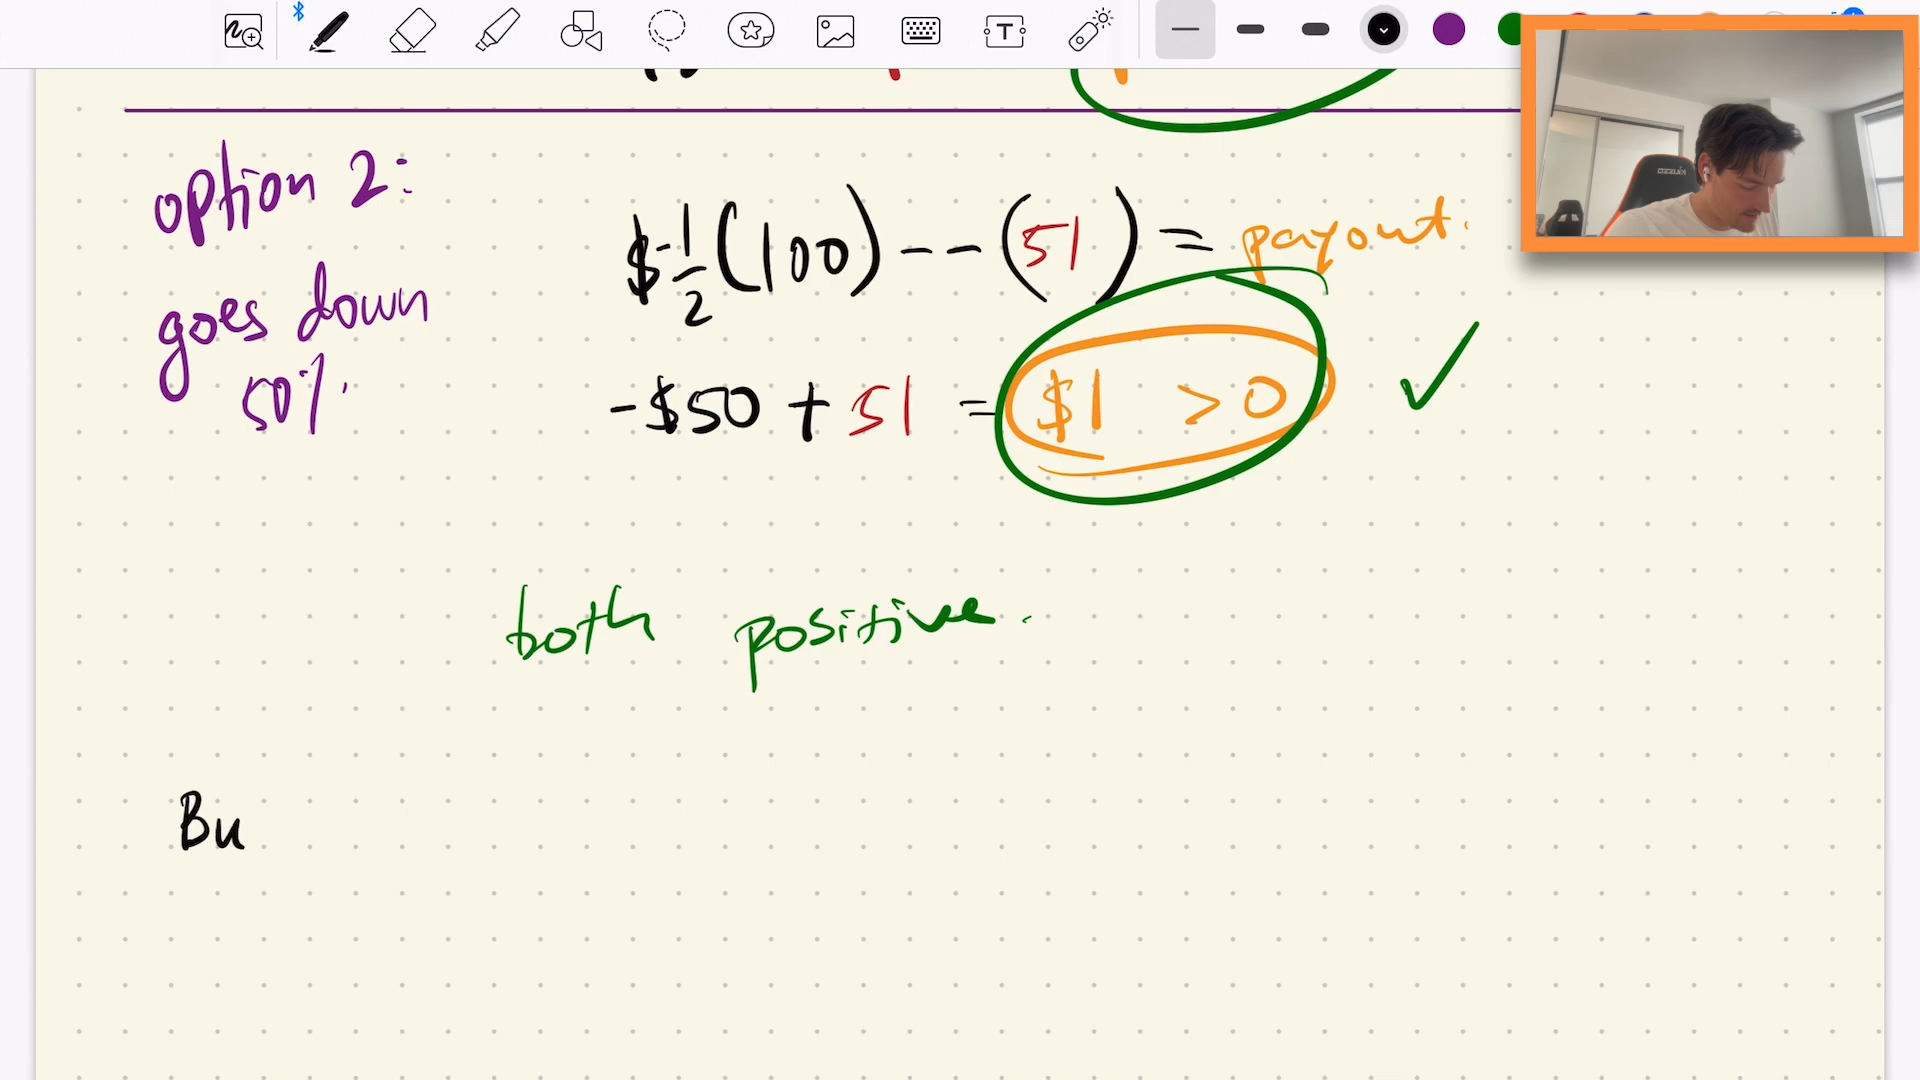 option 2:
goes down
50%.
$-1/2(100) - - (51) = payout.
-$50 + 51 = $1 > 0 ✓
both positive.
Bu